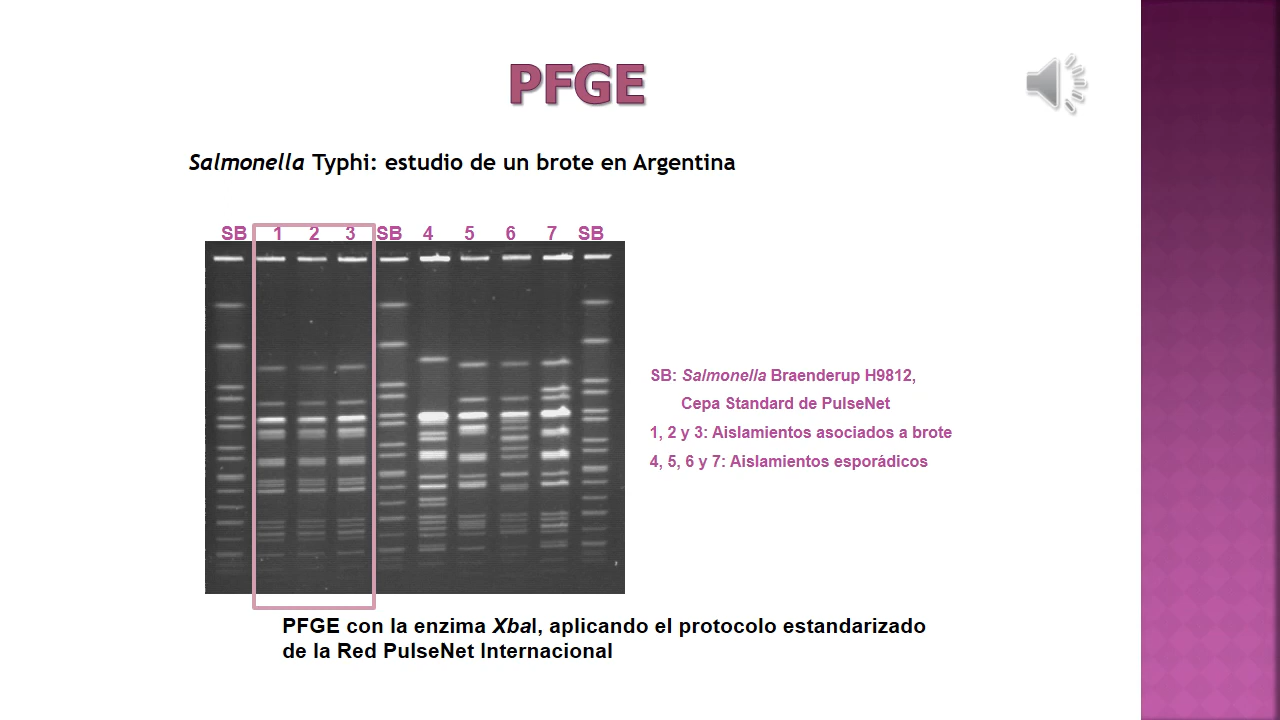 PFGE
Salmonella Typhi: estudio de un brote en Argentina
SB 1 2 3 SB 4 5 6 7 SB
SB: Salmonella Braenderup H9812,
Cepa Standard de PulseNet
1, 2 y 3: Aislamientos asociados a brote
4, 5, 6 y 7: Aislamientos esporádicos
PFGE con la enzima XbaI, aplicando el protocolo estandarizado
de la Red PulseNet Internacional